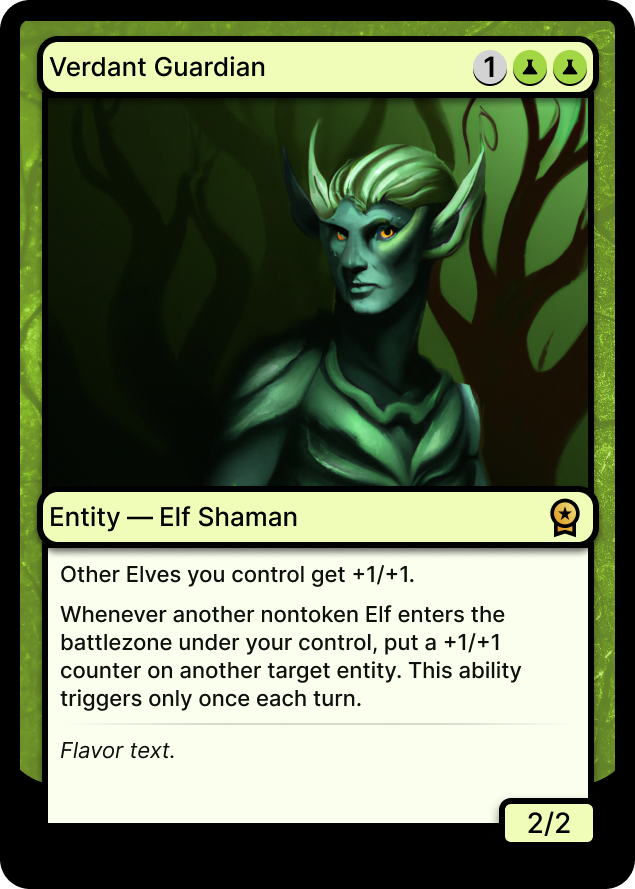 Verdant Guardian 1
Entity — Elf Shaman
Other Elves you control get +1/+1.
Whenever another nontoken Elf enters the
battlezone under your control, put a +1/+1
counter on another target entity. This ability
triggers only once each turn.
Flavor text.
2/2